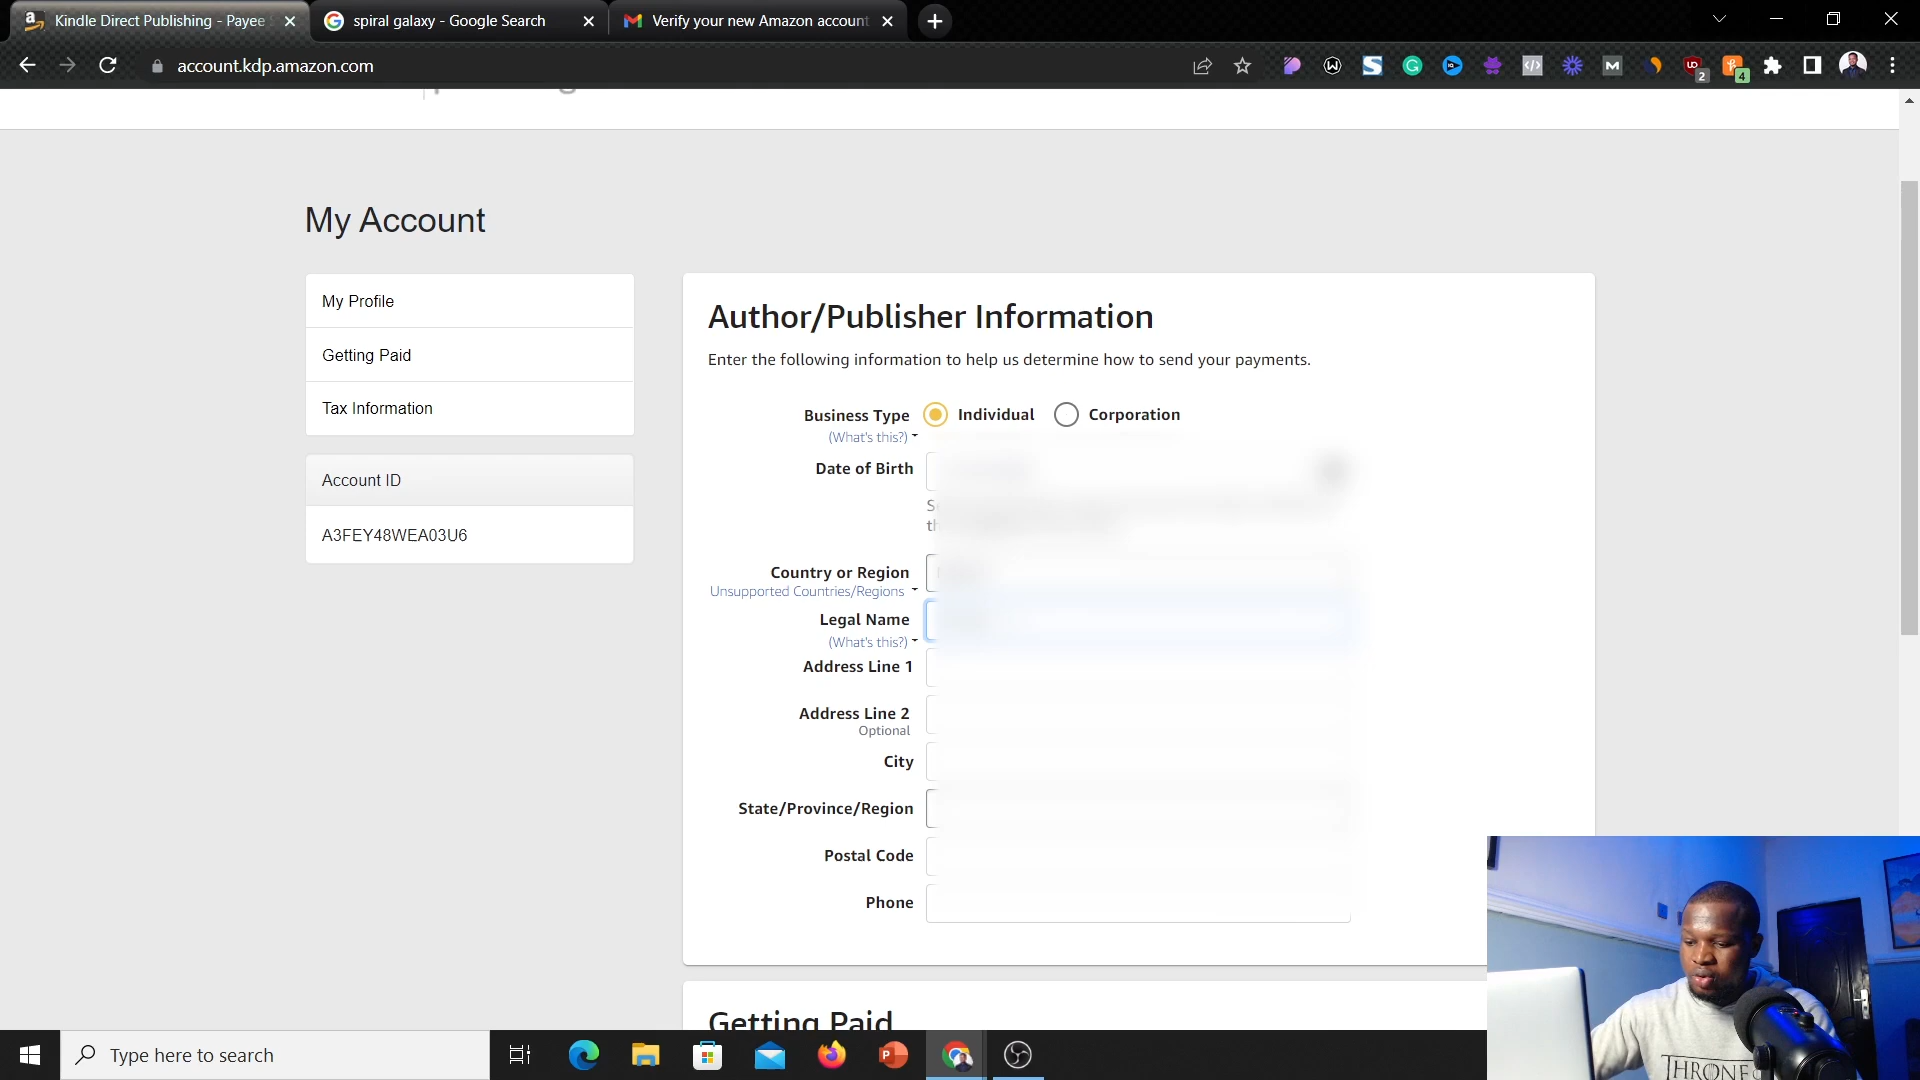 Kindle Direct Publishing - Payee
spiral galaxy - Google Search
Verify your new Amazon account
account.kdp.amazon.com
2
4
My Account
My Profile
Getting Paid
Tax Information
Account ID
A3FEY48WEA03U6
Author/Publisher Information
Enter the following information to help us determine how to send your payments.
Business Type
Individual
Corporation
(What's this?)
Date of Birth
Country or Region
Unsupported Countries/Regions
Legal Name
(What's this?)
Address Line 1
Address Line 2
Optional
City
State/Province/Region
Postal Code
Phone
Getting Paid
Type here to search
THRONE